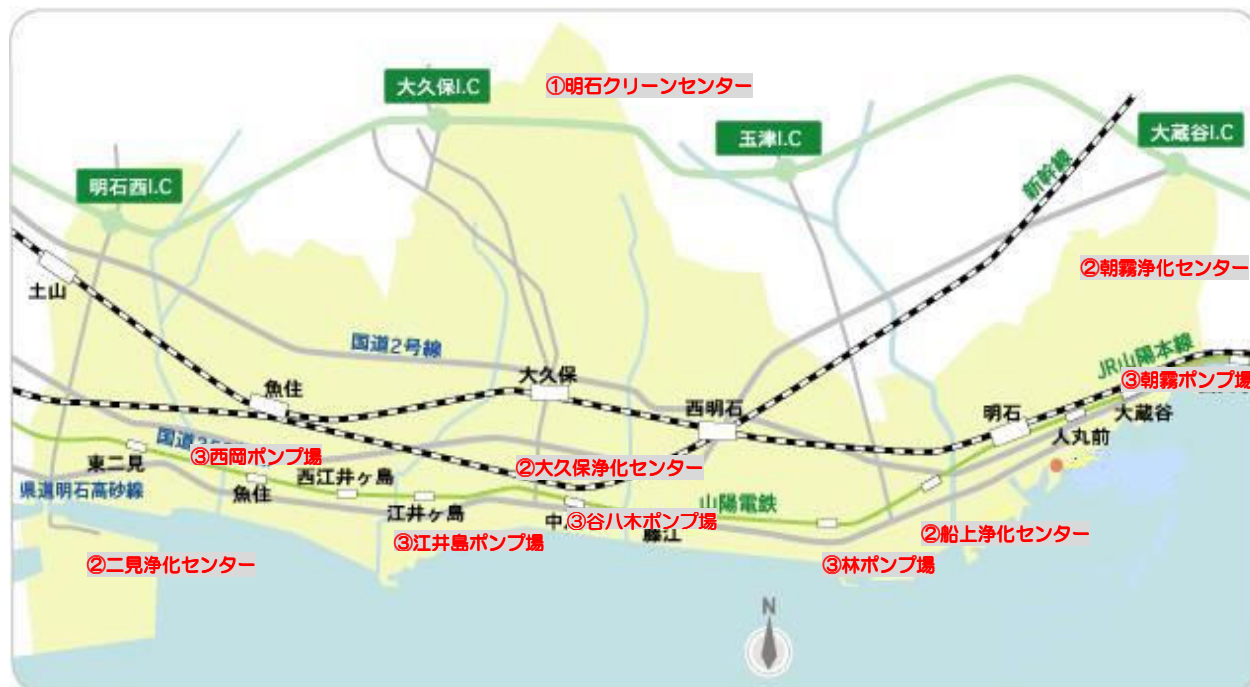 ①明石クリーンセンター
大久保I.C
玉津I.C
大蔵谷I.C
明石西I.C
新幹線
②朝霧浄化センター
土山
国道2号線
JR山陽本線
大久保
③朝霧ポンプ場
魚住
西明石
明石
大蔵谷
人丸前
国道2
③西岡ポンプ場
東二見
②大久保浄化センター
西江井ヶ島
県道明石高砂線
魚住
山陽電鉄
江井ヶ島
中
③谷八木ポンプ場
藤江
②船上浄化センター
③江井島ポンプ場
②二見浄化センター
③林ポンプ場
N